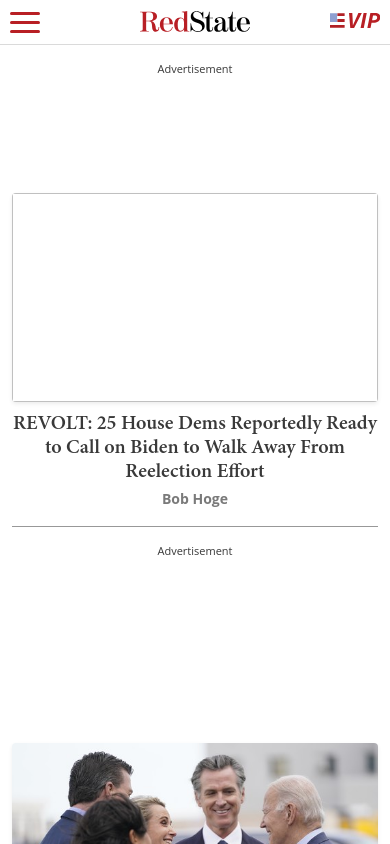 RedState
VIP
Advertisement
REVOLT: 25 House Dems Reportedly Ready
to Call on Biden to Walk Away From
Reelection Effort
Bob Hoge
Advertisement